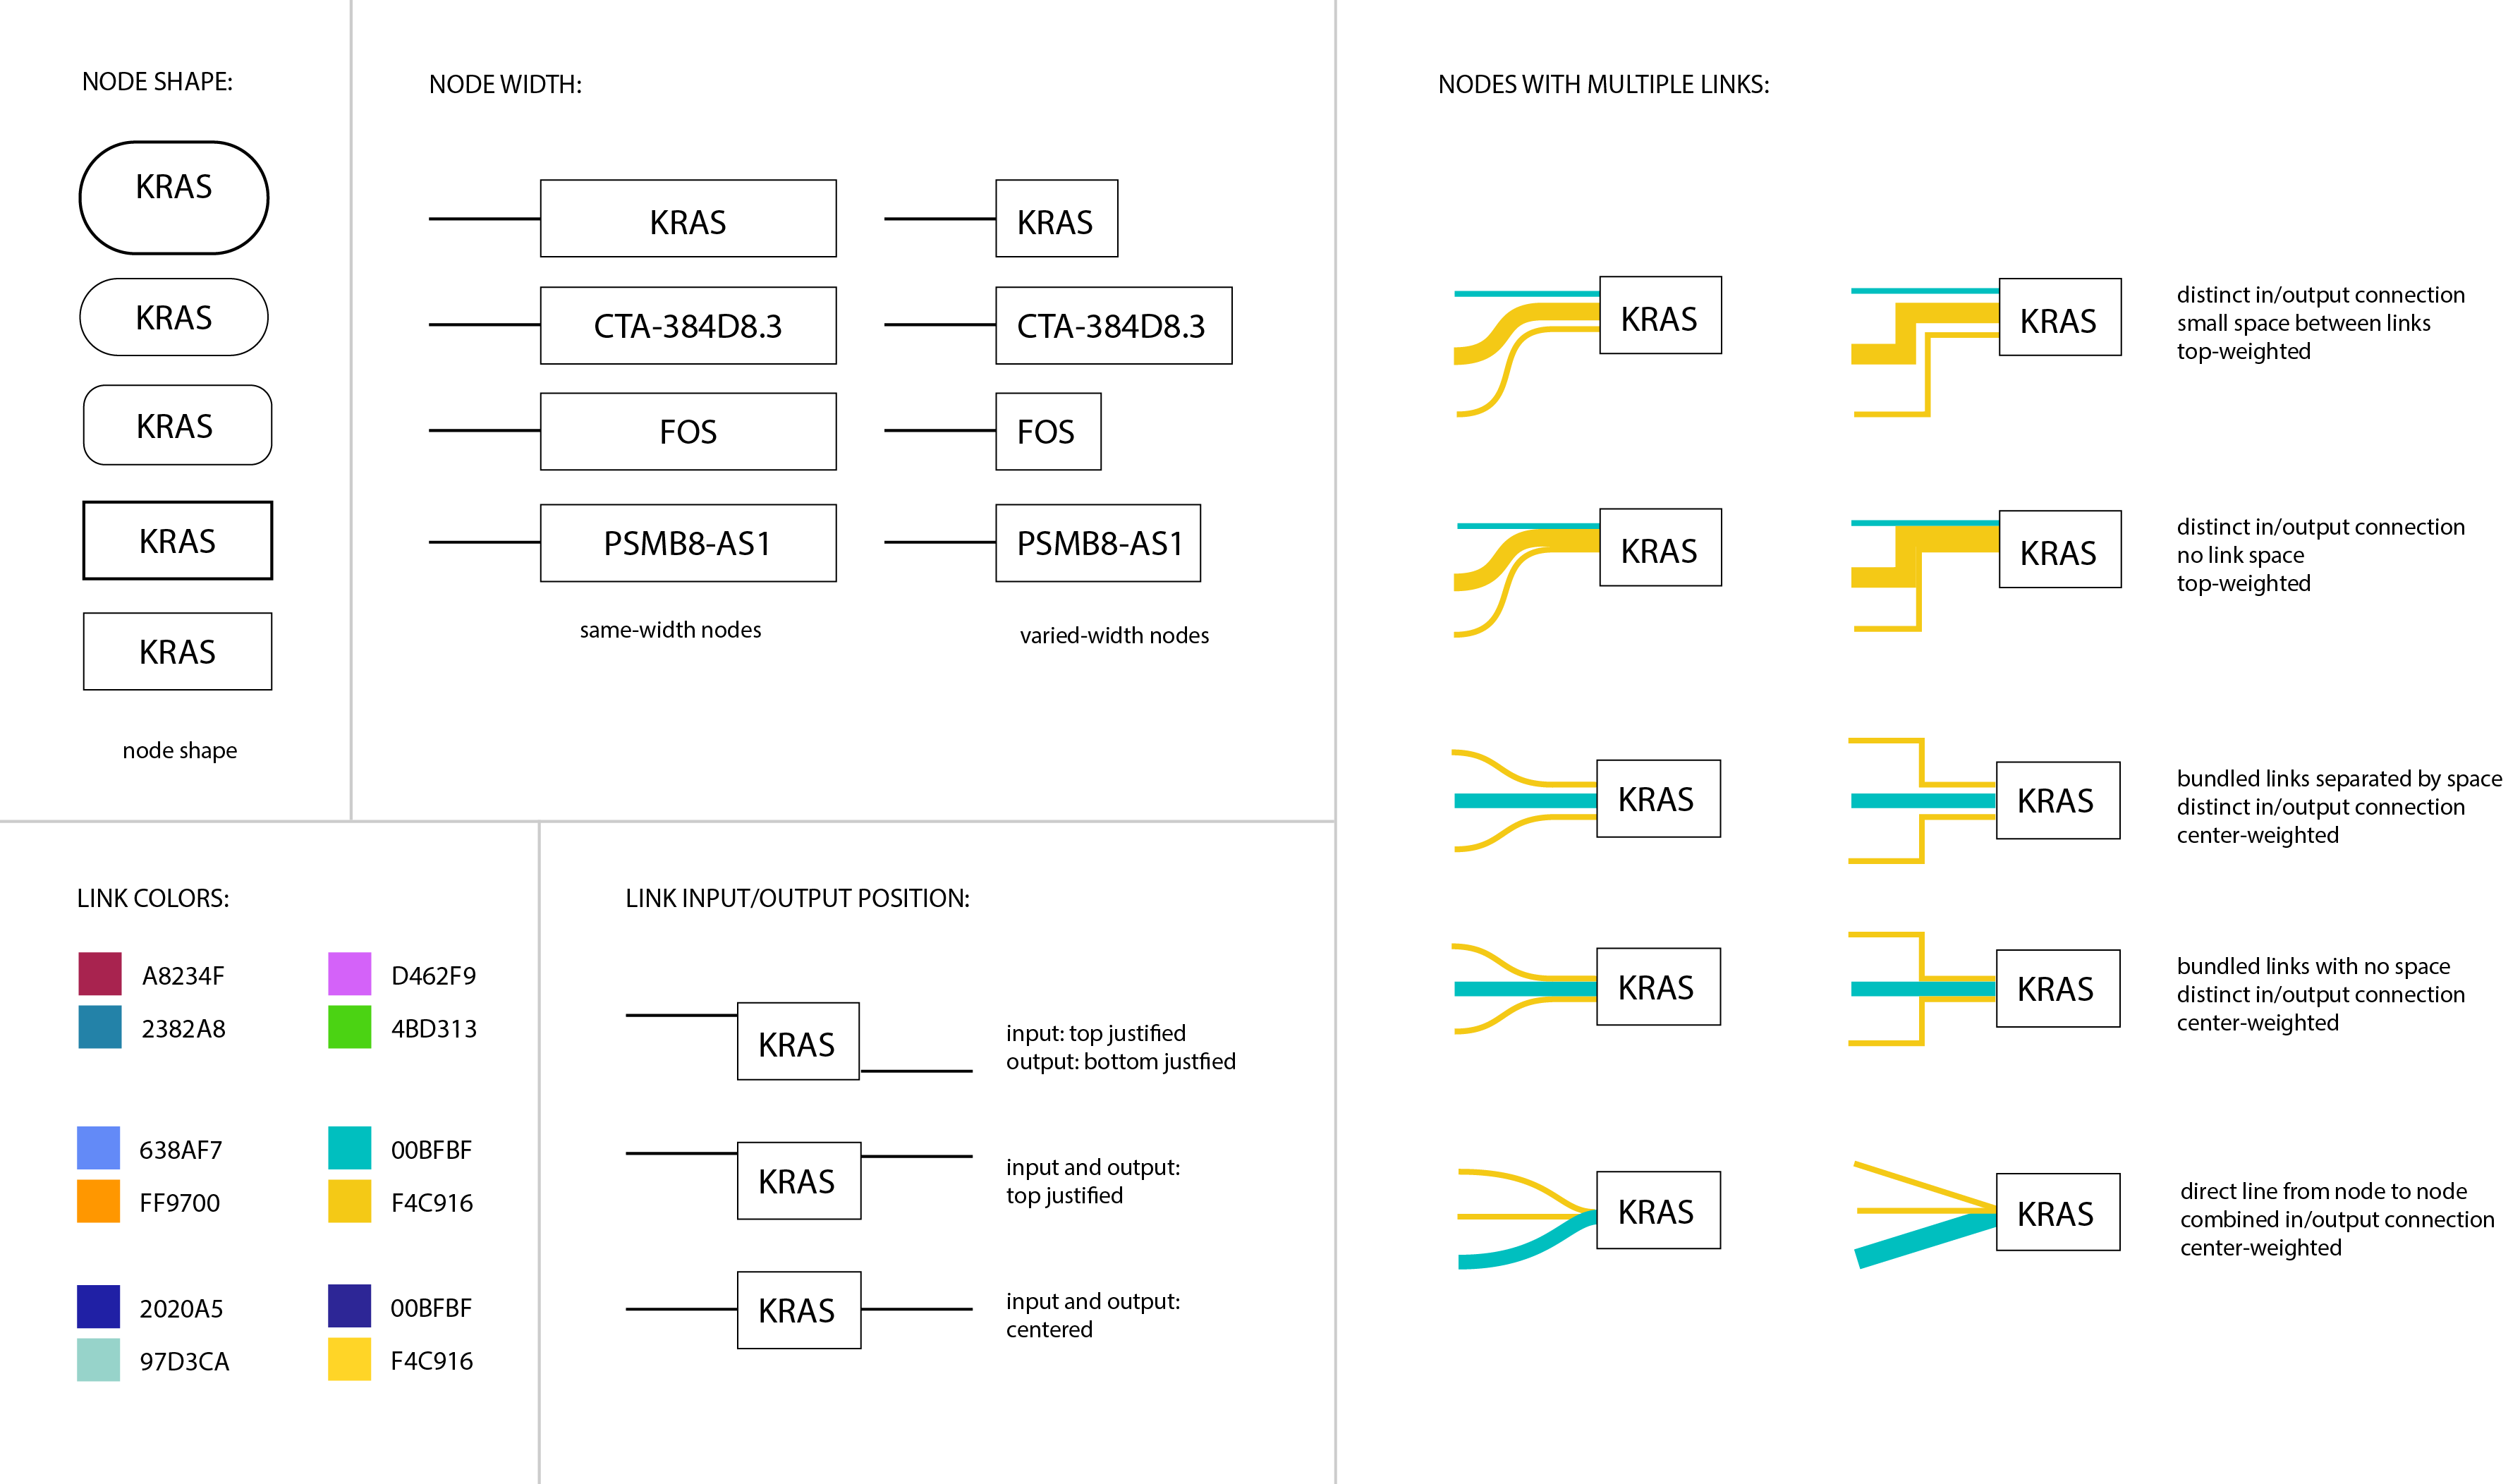 NODE SHAPE:
KRAS
KRAS
KRAS
KRAS
KRAS
node shape
NODE WIDTH:
KRAS
CTA-384D8.3
FOS
PSMB8-AS1
same-width nodes
KRAS
CTA-384D8.3
FOS
PSMB8-AS1
varied-width nodes
LINK COLORS:
A8234F
2382A8
D462F9
4BD313
638AF7
FF9700
00BFBF
F4C916
2020A5
97D3CA
00BFBF
F4C916
LINK INPUT/OUTPUT POSITION:
KRAS
input: top justified
output: bottom justfied
KRAS
input and output:
top justified
KRAS
input and output:
centered
NODES WITH MULTIPLE LINKS:
KRAS
KRAS
distinct in/output connection
small space between links
top-weighted
KRAS
KRAS
distinct in/output connection
no link space
top-weighted
KRAS
KRAS
bundled links separated by space
distinct in/output connection
center-weighted
KRAS
KRAS
bundled links with no space
distinct in/output connection
center-weighted
KRAS
KRAS
direct line from node to node
combined in/output connection
center-weighted